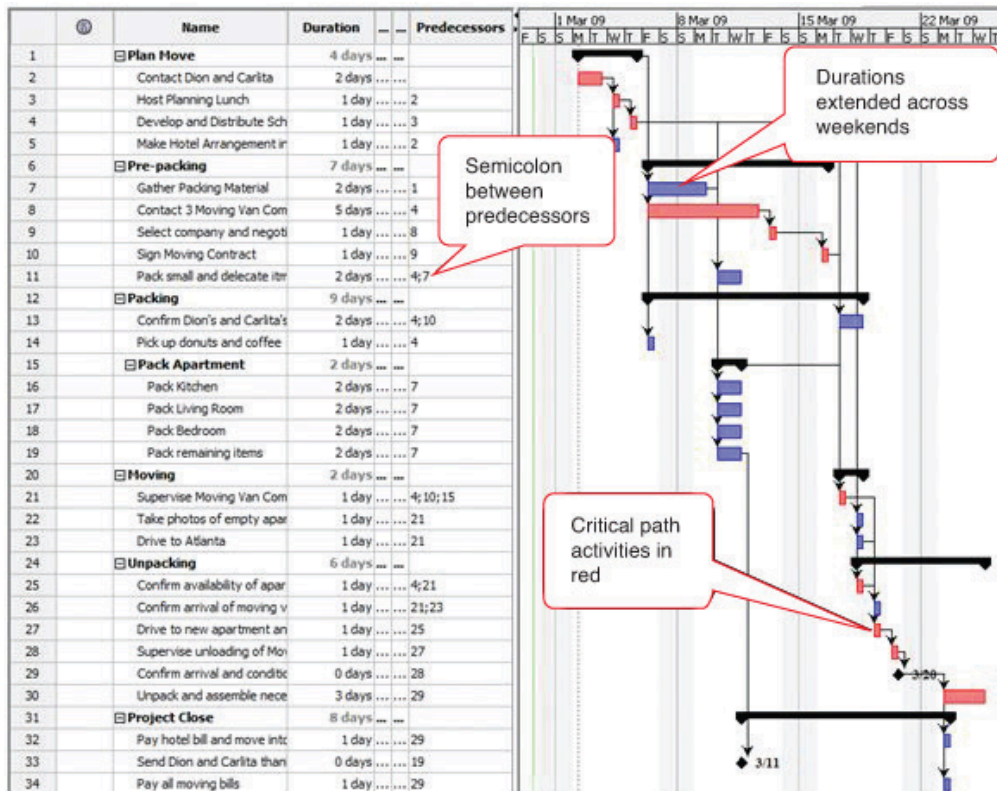 Name Duration ... ... Predecessors
1 Mar 09 8 Mar 09 15 Mar 09 22 Mar 09
F S S M T W T F S S M T W T F S S M T W T F S S M T W T
1 Plan Move 4 days ... ...
2 Contact Dion and Carlita 2 days ... ...
3 Host Planning Lunch 1 day ... ... 2
4 Develop and Distribute Sch 1 day ... ... 3
5 Make Hotel Arrangement in 1 day ... ... 2
6 Pre-packing 7 days ... ...
7 Gather Packing Material 2 days ... ... 1
8 Contact 3 Moving Van Com 5 days ... ... 4
9 Select company and negoti 1 day ... ... 8
10 Sign Moving Contract 1 day ... ... 9
11 Pack small and delecate itm 2 days ... ... 4;7
12 Packing 9 days ... ...
13 Confirm Dion's and Carlita's 2 days ... ... 4;10
14 Pick up donuts and coffee 1 day ... ... 4
15 Pack Apartment 2 days ... ...
16 Pack Kitchen 2 days ... ... 7
17 Pack Living Room 2 days ... ... 7
18 Pack Bedroom 2 days ... ... 7
19 Pack remaining items 2 days ... ... 7
20 Moving 2 days ... ...
21 Supervise Moving Van Com 1 day ... ... 4;10;15
22 Take photos of empty apar 1 day ... ... 21
23 Drive to Atlanta 1 day ... ... 21
24 Unpacking 6 days ... ...
25 Confirm availability of apar 1 day ... ... 4;21
26 Confirm arrival of moving v 1 day ... ... 21;23
27 Drive to new apartment an 1 day ... ... 25
28 Supervise unloading of Mo 1 day ... ... 27
29 Confirm arrival and conditic 0 days ... ... 28
30 Unpack and assemble nece 3 days ... ... 29
31 Project Close 8 days ... ...
32 Pay hotel bill and move into 1 day ... ... 29
33 Send Dion and Carlita than 0 days ... ... 19
34 Pay all moving bills 1 day ... ... 29
Durations
extended across
weekends
Semicolon
between
predecessors
Critical path
activities in
red
3/20
3/11